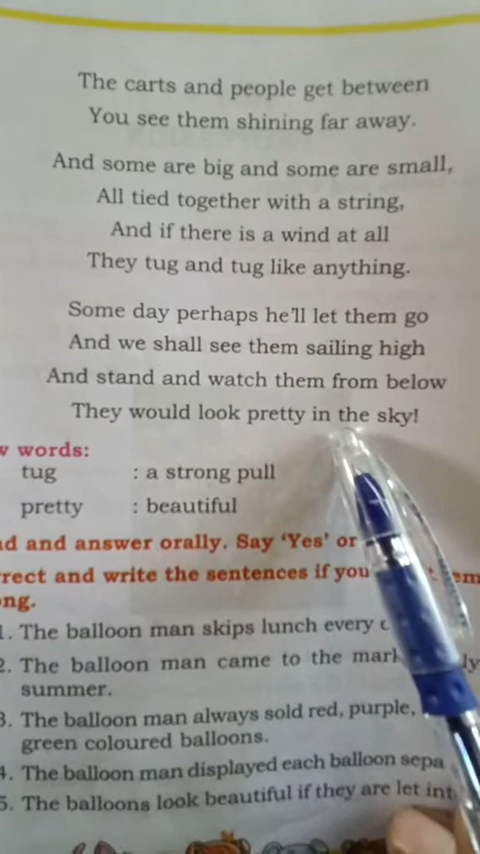 The carts and people get between
You see them shining far away.
And some are big and some are small,
All tied together with a string,
And if there is a wind at all
They tug and tug like anything.
Some day perhaps he'll let them go
And we shall see them sailing high
And stand and watch them from below
They would look pretty in the sky!
words:
tug : a strong pull
pretty : beautiful
and answer orally. Say 'Yes' or
and write the sentences if you
1. The balloon man skips lunch every
2. The balloon man came to the
summer.
3. The balloon man always sold red, purple,
green coloured balloons.
4. The balloon man displayed each balloon
5. The balloons look beautiful if they are let